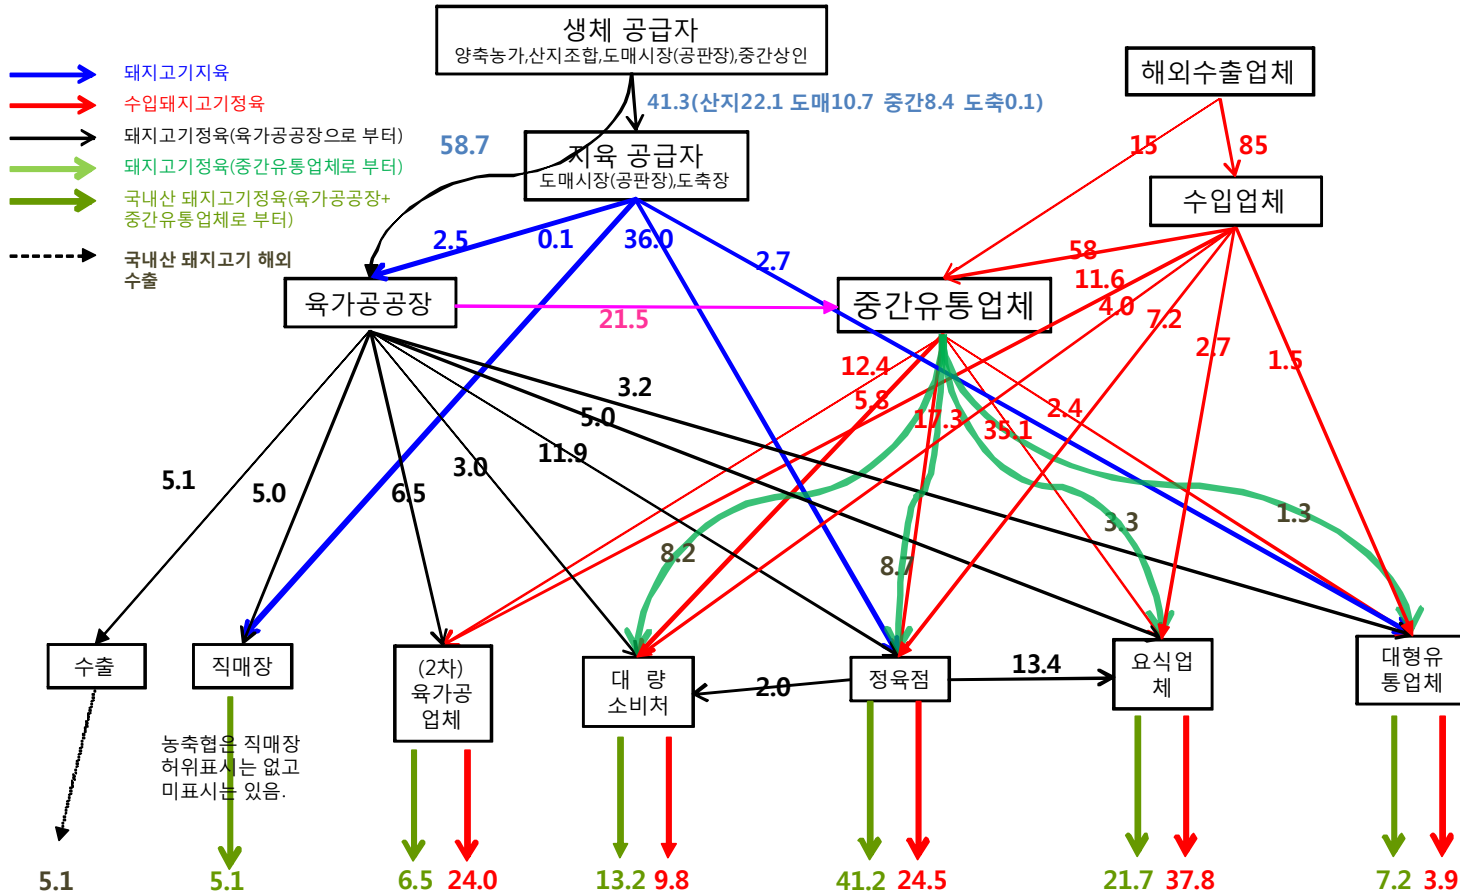 생체 공급자
양축농가,산지조합,도매시장(공판장),중간상인
해외수출업체
돼지고기지육
수입돼지고기정육
돼지고기정육(육가공공장으로 부터)
돼지고기정육(중간유통업체로 부터)
국내산 돼지고기정육(육가공공장+
중간유통업체로 부터)
국내산 돼지고기 해외
수출
41.3(산지22.1 도매10.7 중간8.4 도축0.1)
58.7
15
85
지육 공급자
도매시장(공판장),도축장
수입업체
2.5
0.1
36.0
2.7
58
11.6
4.0
7.2
2.7
1.5
육가공공장
중간유통업체
21.5
12.4
5.8
17.3
35.1
2.4
3.2
5.0
11.9
3.0
6.5
5.0
5.1
8.2
8.7
3.3
1.3
수출
직매장
(2차)
육가공
업체
대 량
소비처
2.0
정육점
13.4
요식업
체
대형유
통업체
농축협은 직매장
허위표시는 없고
미표시는 있음.
5.1
5.1
6.5
24.0
13.2
9.8
41.2
24.5
21.7
37.8
7.2
3.9